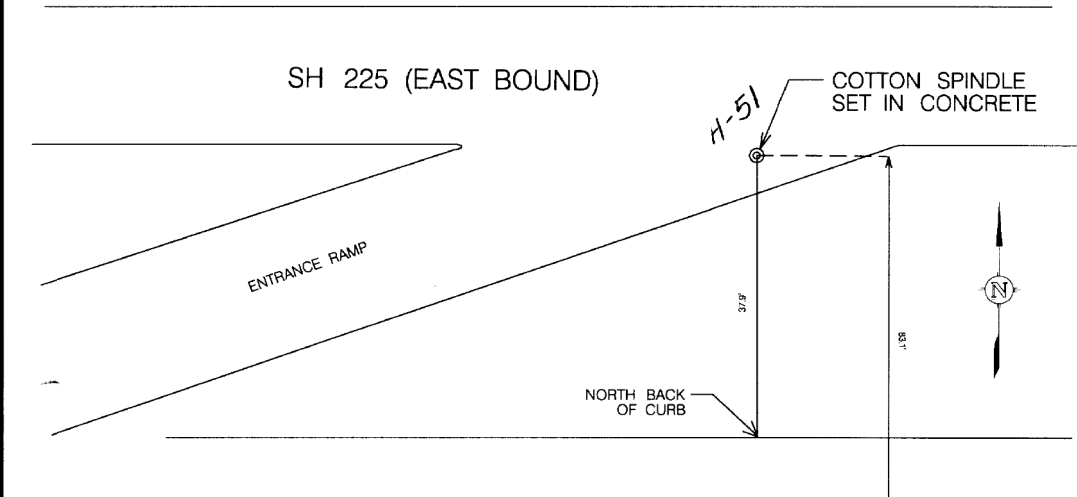 SH 225 (EAST BOUND)
H-51
COTTON SPINDLE
SET IN CONCRETE
ENTRANCE RAMP
37.9'
83.1'
N
NORTH BACK
OF CURB